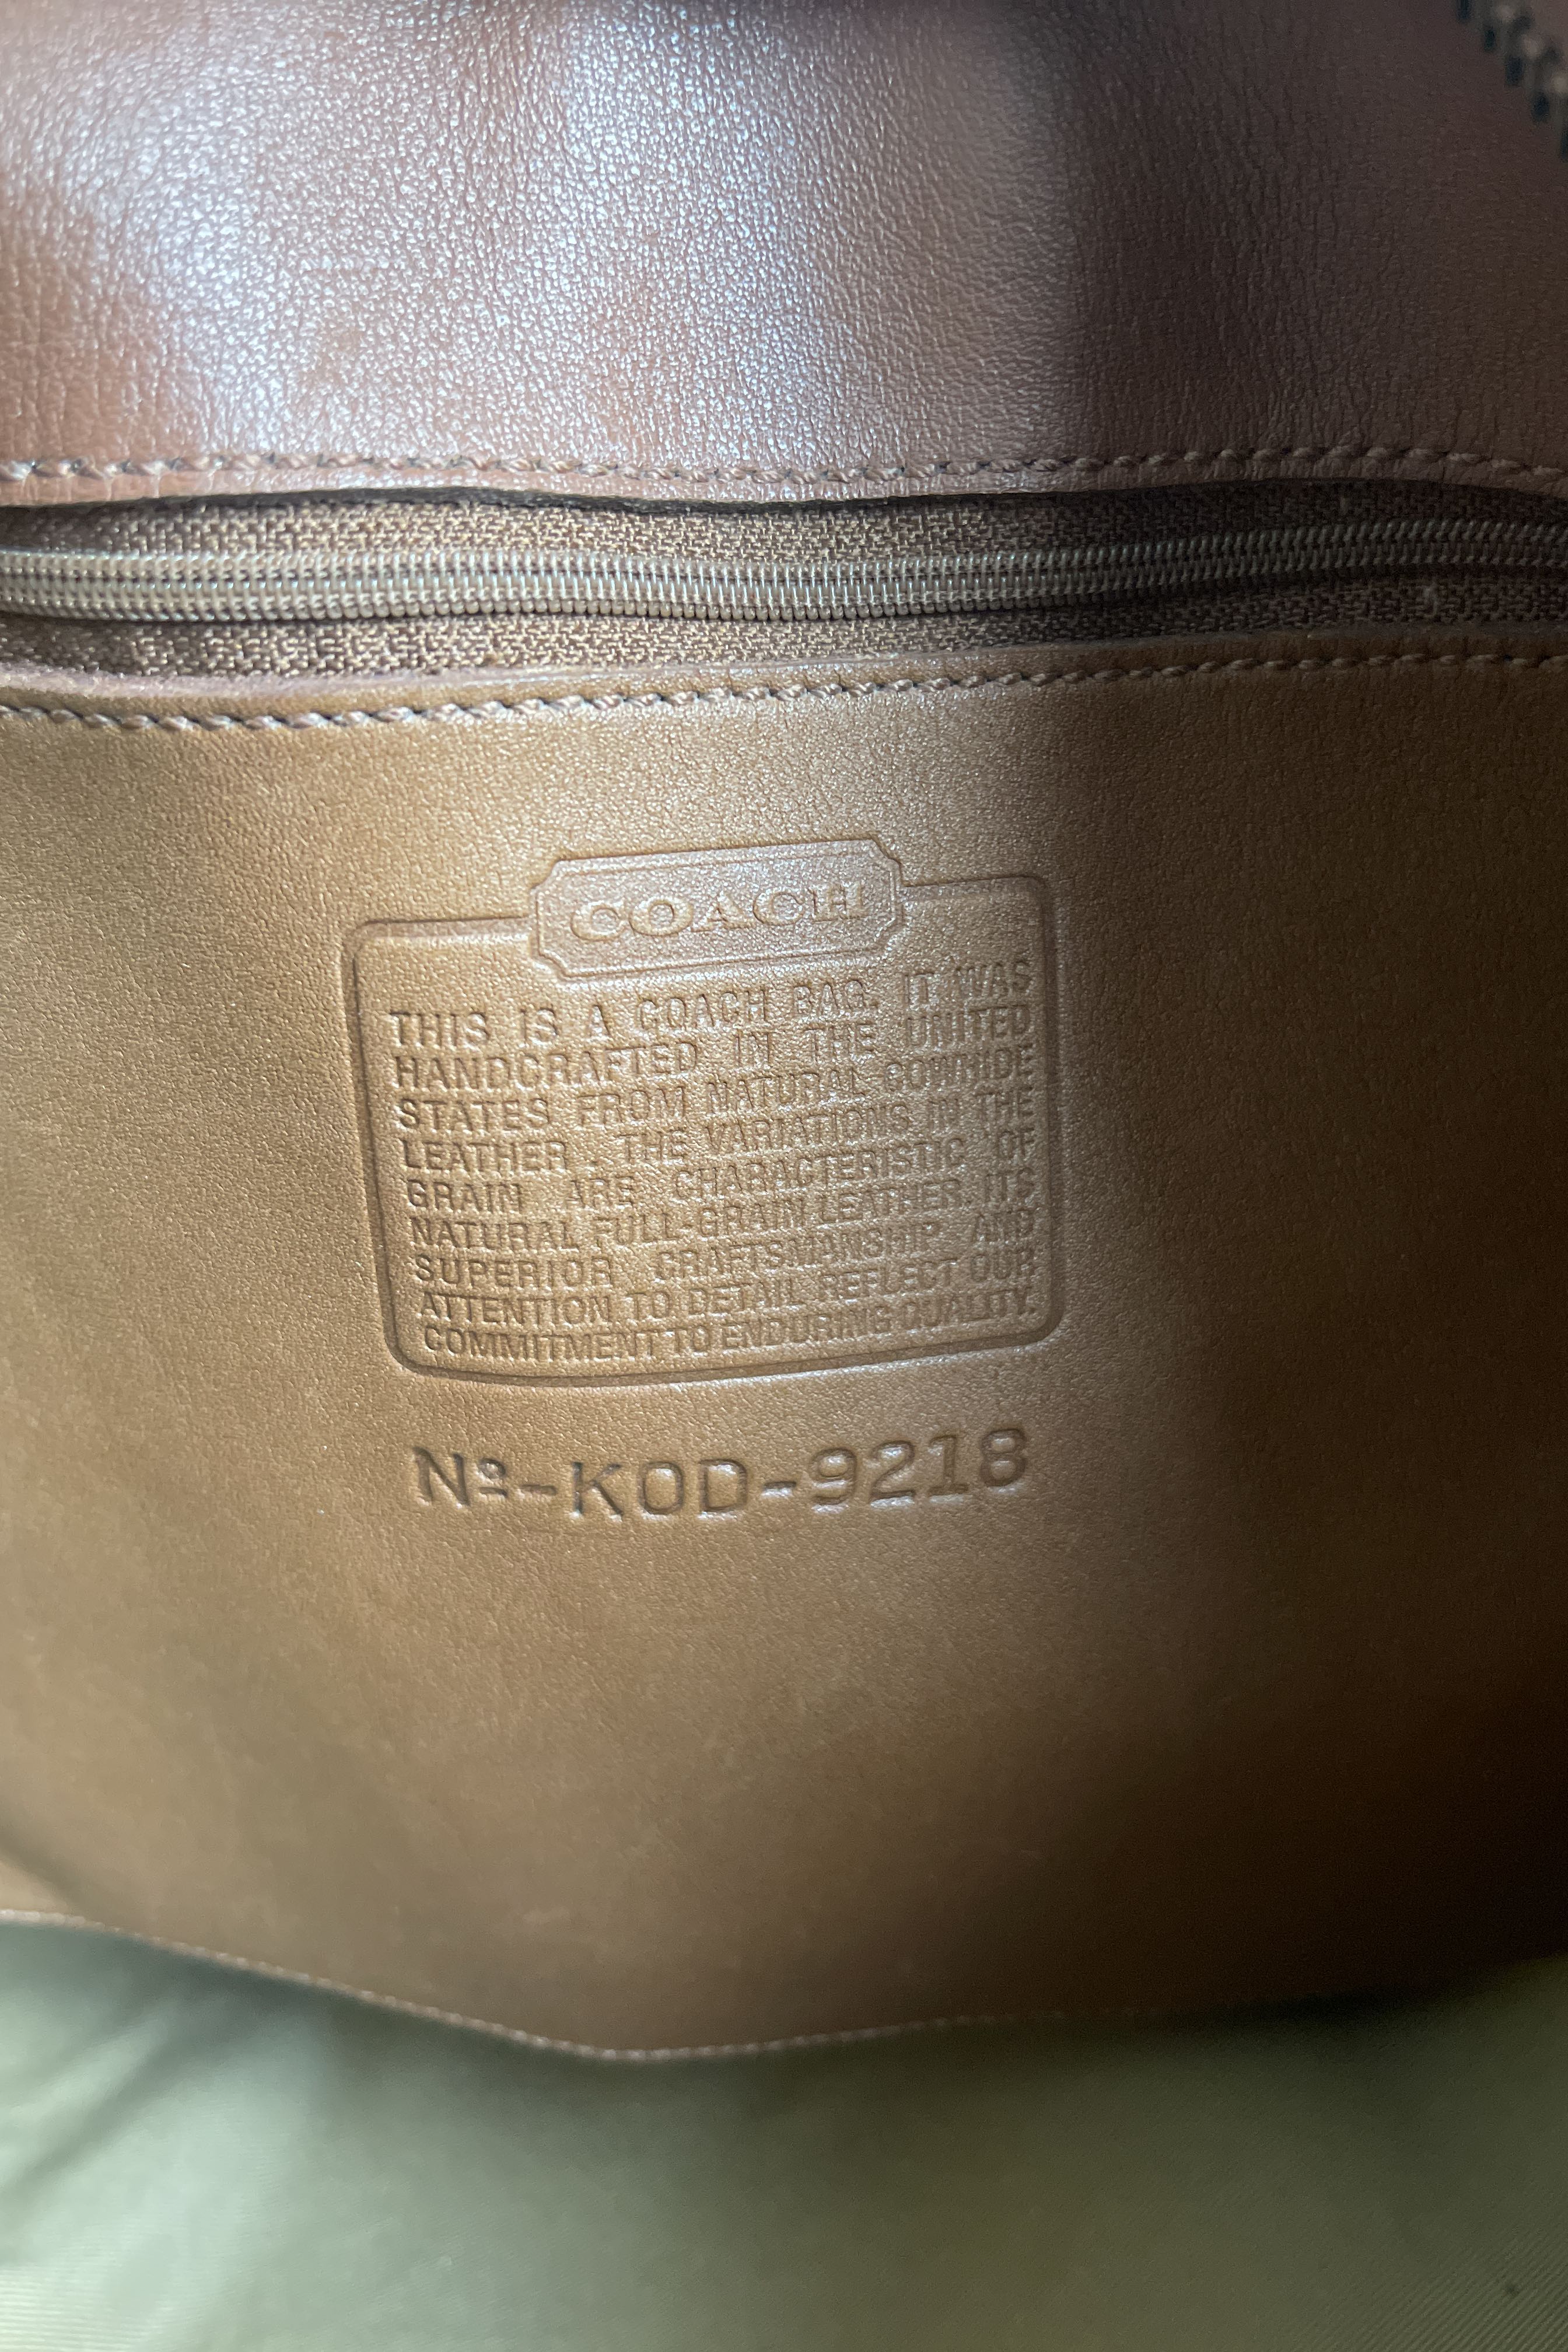 COACH
THIS IS A COACH BAG. IT WAS
HANDCRAFTED IN THE UNITED
STATES FROM NATURAL COWHIDE
LEATHER . THE VARIATIONS IN THE
GRAIN ARE CHARACTERISTIC OF
NATURAL FULL-GRAIN LEATHER. ITS
SUPERIOR CRAFTSMANSHIP AND
ATTENTION TO DETAIL REFLECT OUR
COMMITMENT TO ENDURING QUALITY.
Nº-KOD-9218